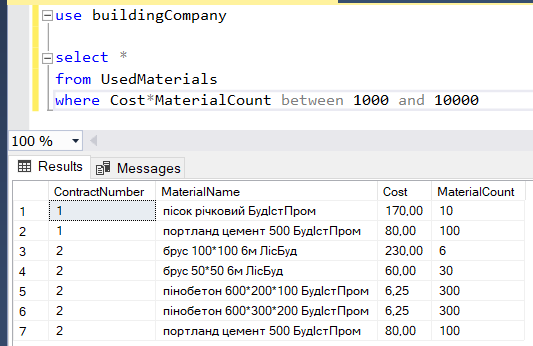 use buildingCompany
select *
from UsedMaterials
where Cost*MaterialCount between 1000 and 10000
100 %
Results Messages
ContractNumber MaterialName Cost MaterialCount
1 1 пісок річковий БудІстПром 170,00 10
2 1 портланд цемент 500 БудІстПром 80,00 100
3 2 брус 100*100 6м ЛісБуд 230,00 6
4 2 брус 50*50 6м ЛісБуд 60,00 30
5 2 пінобетон 600*200*100 БудІстПром 6,25 300
6 2 пінобетон 600*300*200 БудІстПром 6,25 300
7 2 портланд цемент 500 БудІстПром 80,00 100